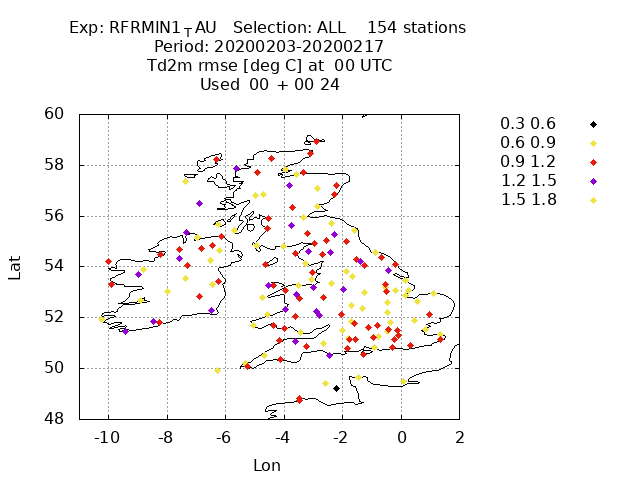 Exp: RFRMIN1_TAU   Selection: ALL    154 stations
Period: 20200203-20200217
Td2m rmse [deg C] at  00 UTC
Used  00 + 00 24
60
58
56
54
52
50
48
-10 -8 -6 -4 -2 0 2
Lat
Lon
0.3 0.6
0.6 0.9
0.9 1.2
1.2 1.5
1.5 1.8